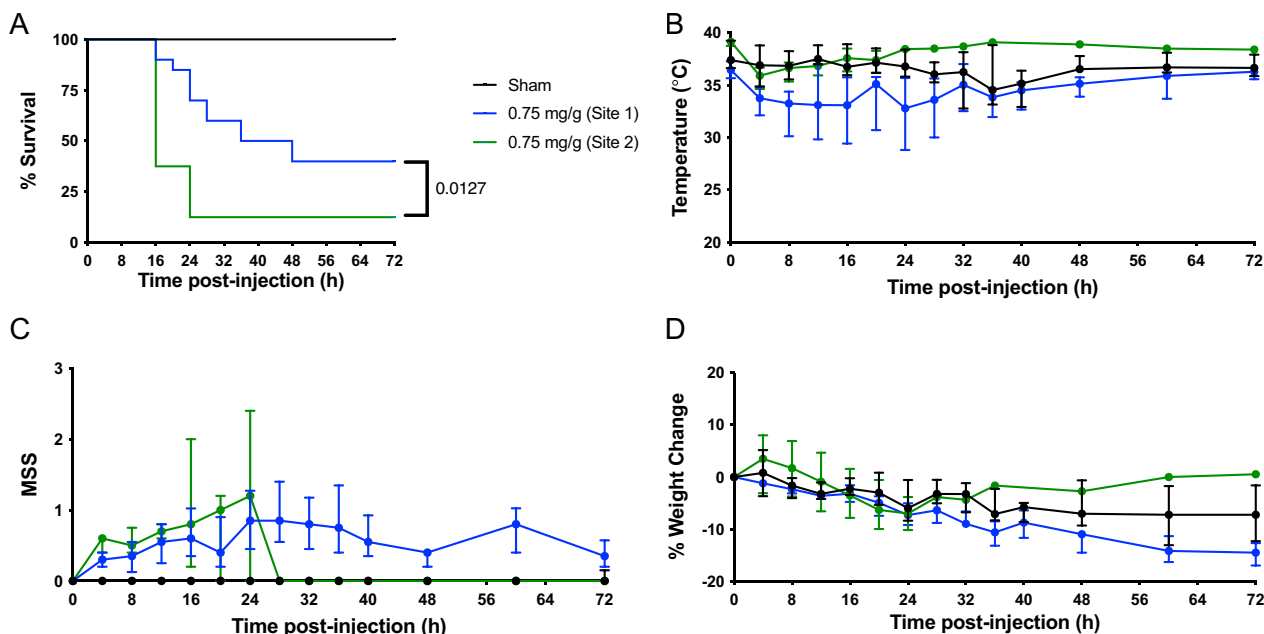 A
100
75
50
25
0
% Survival
0 8 16 24 32 40 48 56 64 72
Time post-injection (h)
Sham
0.75 mg/g (Site 1)
0.75 mg/g (Site 2)
0.0127
B
40
35
30
25
20
Temperature (°C)
0 8 16 24 32 40 48 56 64 72
Time post-injection (h)
C
3
2
1
0
MSS
0 8 16 24 32 40 48 56 64 72
Time post-injection (h)
D
20
10
0
-10
-20
% Weight Change
0 8 16 24 32 40 48 56 64 72
Time post-injection (h)